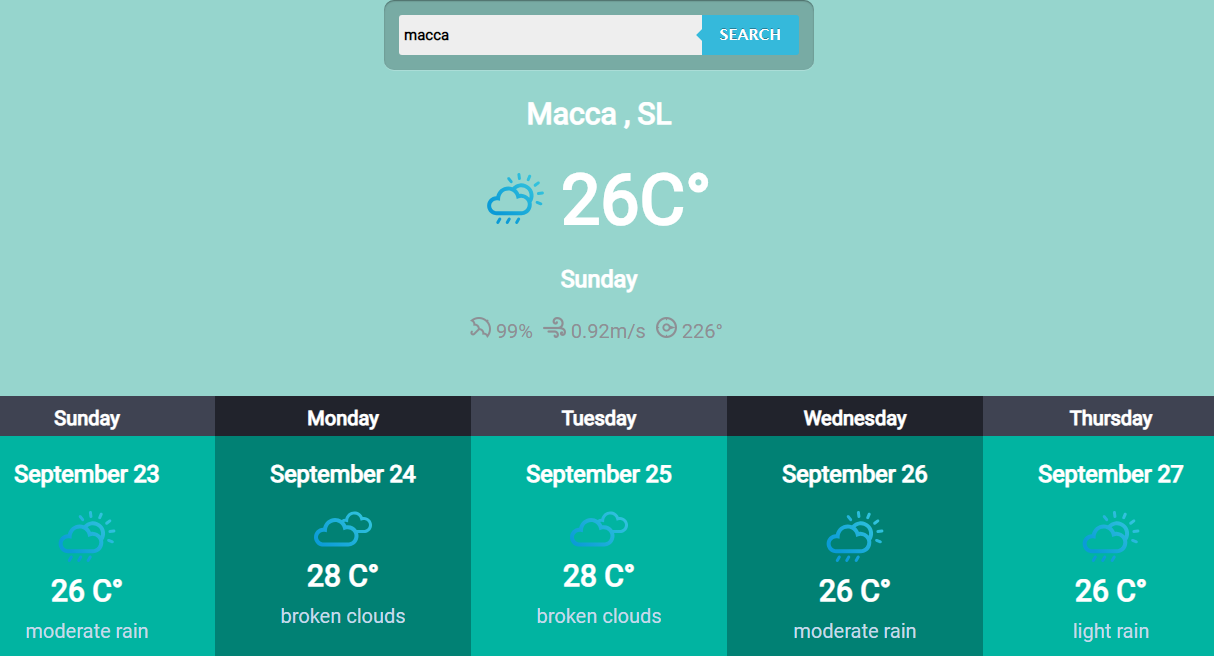 macca
SEARCH
Macca , SL
26C°
Sunday
99% 0.92m/s 226°
Sunday Monday Tuesday Wednesday Thursday
September 23 September 24 September 25 September 26 September 27
26 C° 28 C° 28 C° 26 C° 26 C°
moderate rain broken clouds broken clouds moderate rain light rain